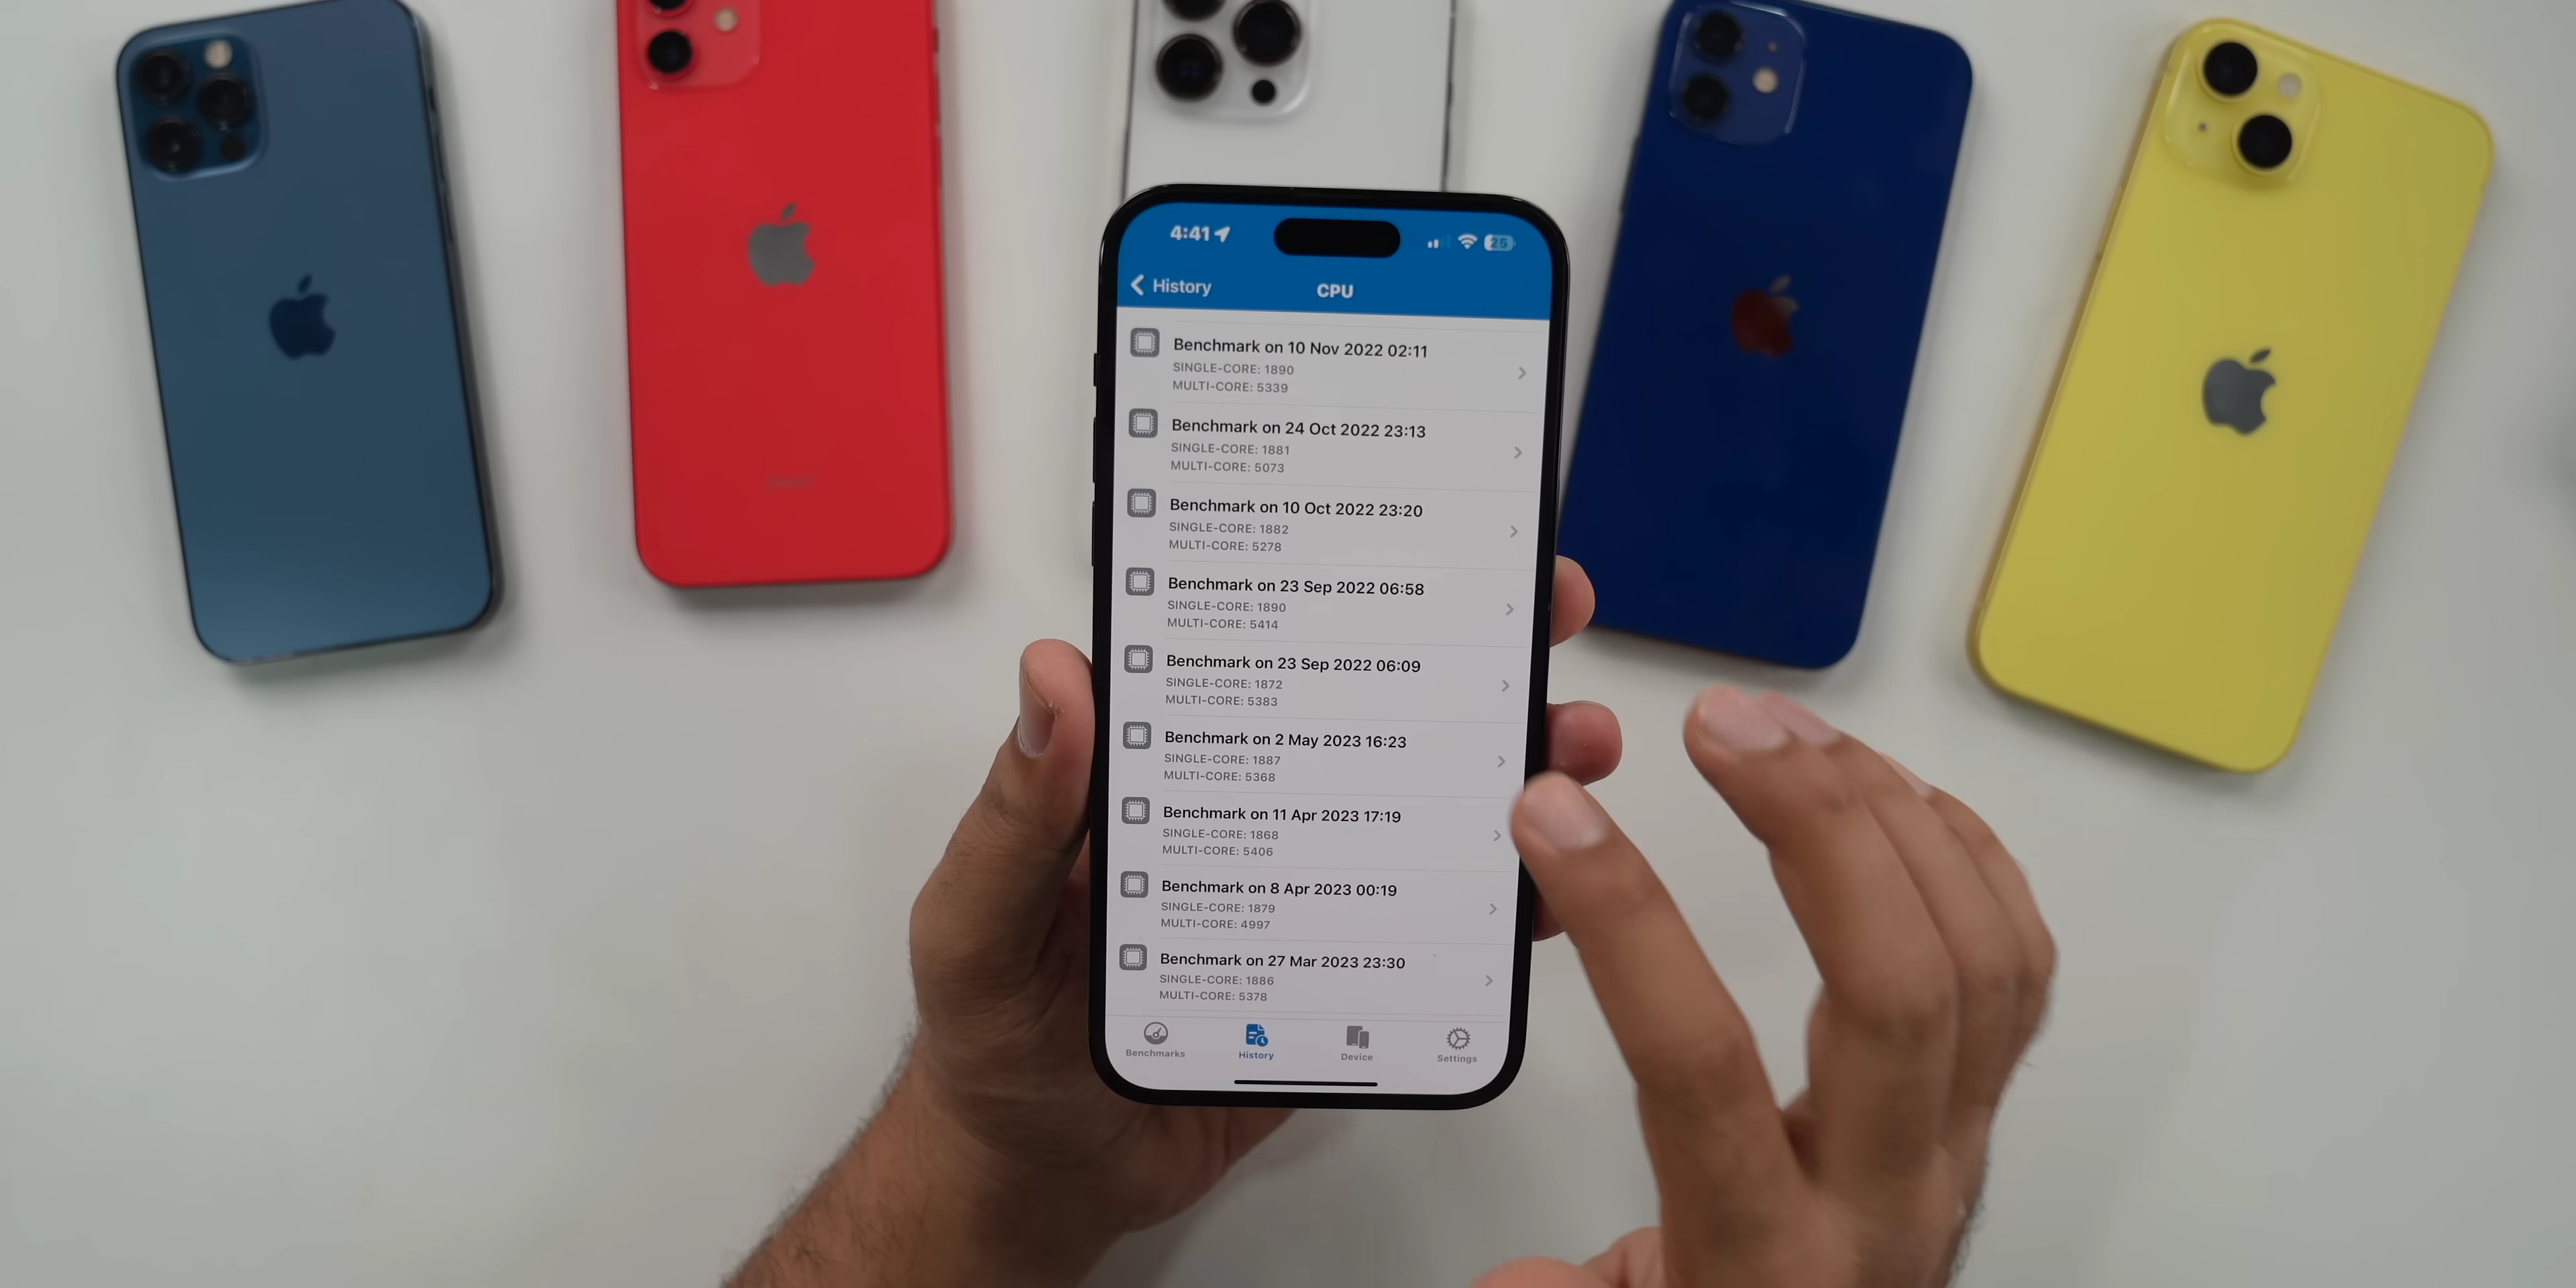 4:41
25
History
CPU
Benchmark on 10 Nov 2022 02:11
SINGLE-CORE: 1890
MULTI-CORE: 5339
Benchmark on 24 Oct 2022 23:13
SINGLE-CORE: 1881
MULTI-CORE: 5073
Benchmark on 10 Oct 2022 23:20
SINGLE-CORE: 1882
MULTI-CORE: 5278
Benchmark on 23 Sep 2022 06:58
SINGLE-CORE: 1890
MULTI-CORE: 5414
Benchmark on 23 Sep 2022 06:09
SINGLE-CORE: 1872
MULTI-CORE: 5383
Benchmark on 2 May 2023 16:23
SINGLE-CORE: 1887
MULTI-CORE: 5368
Benchmark on 11 Apr 2023 17:19
SINGLE-CORE: 1868
MULTI-CORE: 5406
Benchmark on 8 Apr 2023 00:19
SINGLE-CORE: 1879
MULTI-CORE: 4997
Benchmark on 27 Mar 2023 23:30
SINGLE-CORE: 1886
MULTI-CORE: 5378
Benchmarks
History
Device
Settings